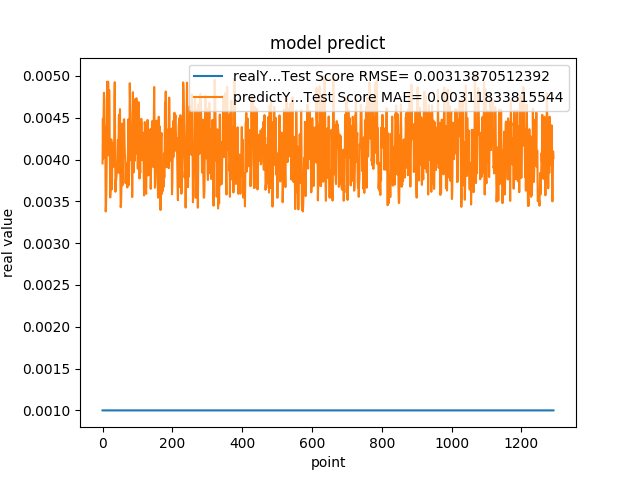 model predict
realY...Test Score RMSE= 0.00313870512392
predictY...Test Score MAE= 0.00311833815544
0.0050
0.0045
0.0040
0.0035
0.0030
0.0025
0.0020
0.0015
0.0010
real value
0 200 400 600 800 1000 1200
point